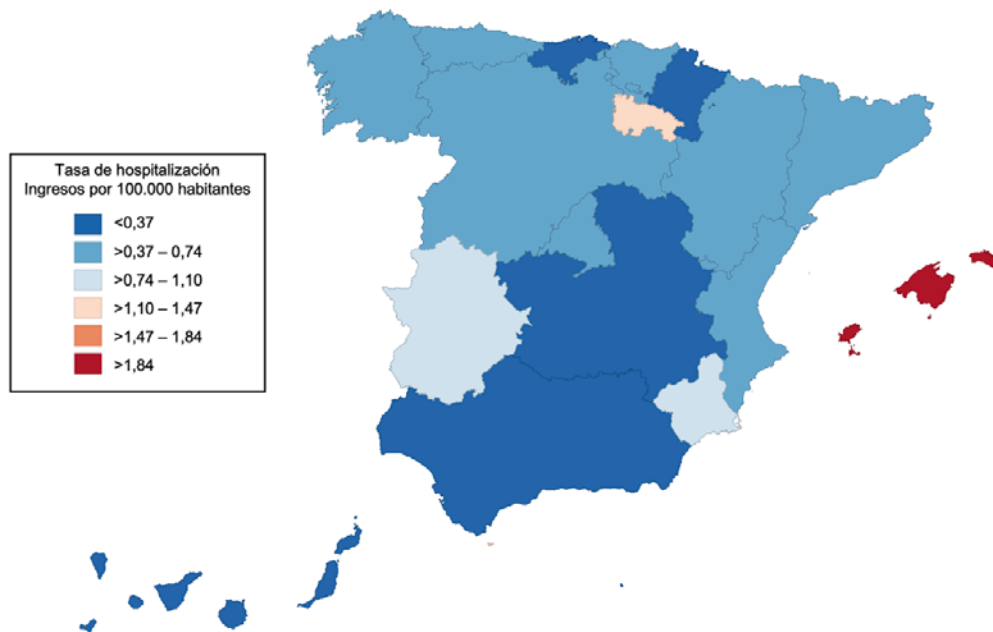 Tasa de hospitalización
Ingresos por 100.000 habitantes
<0,37
>0,37 – 0,74
>0,74 – 1,10
>1,10 – 1,47
>1,47 – 1,84
>1,84